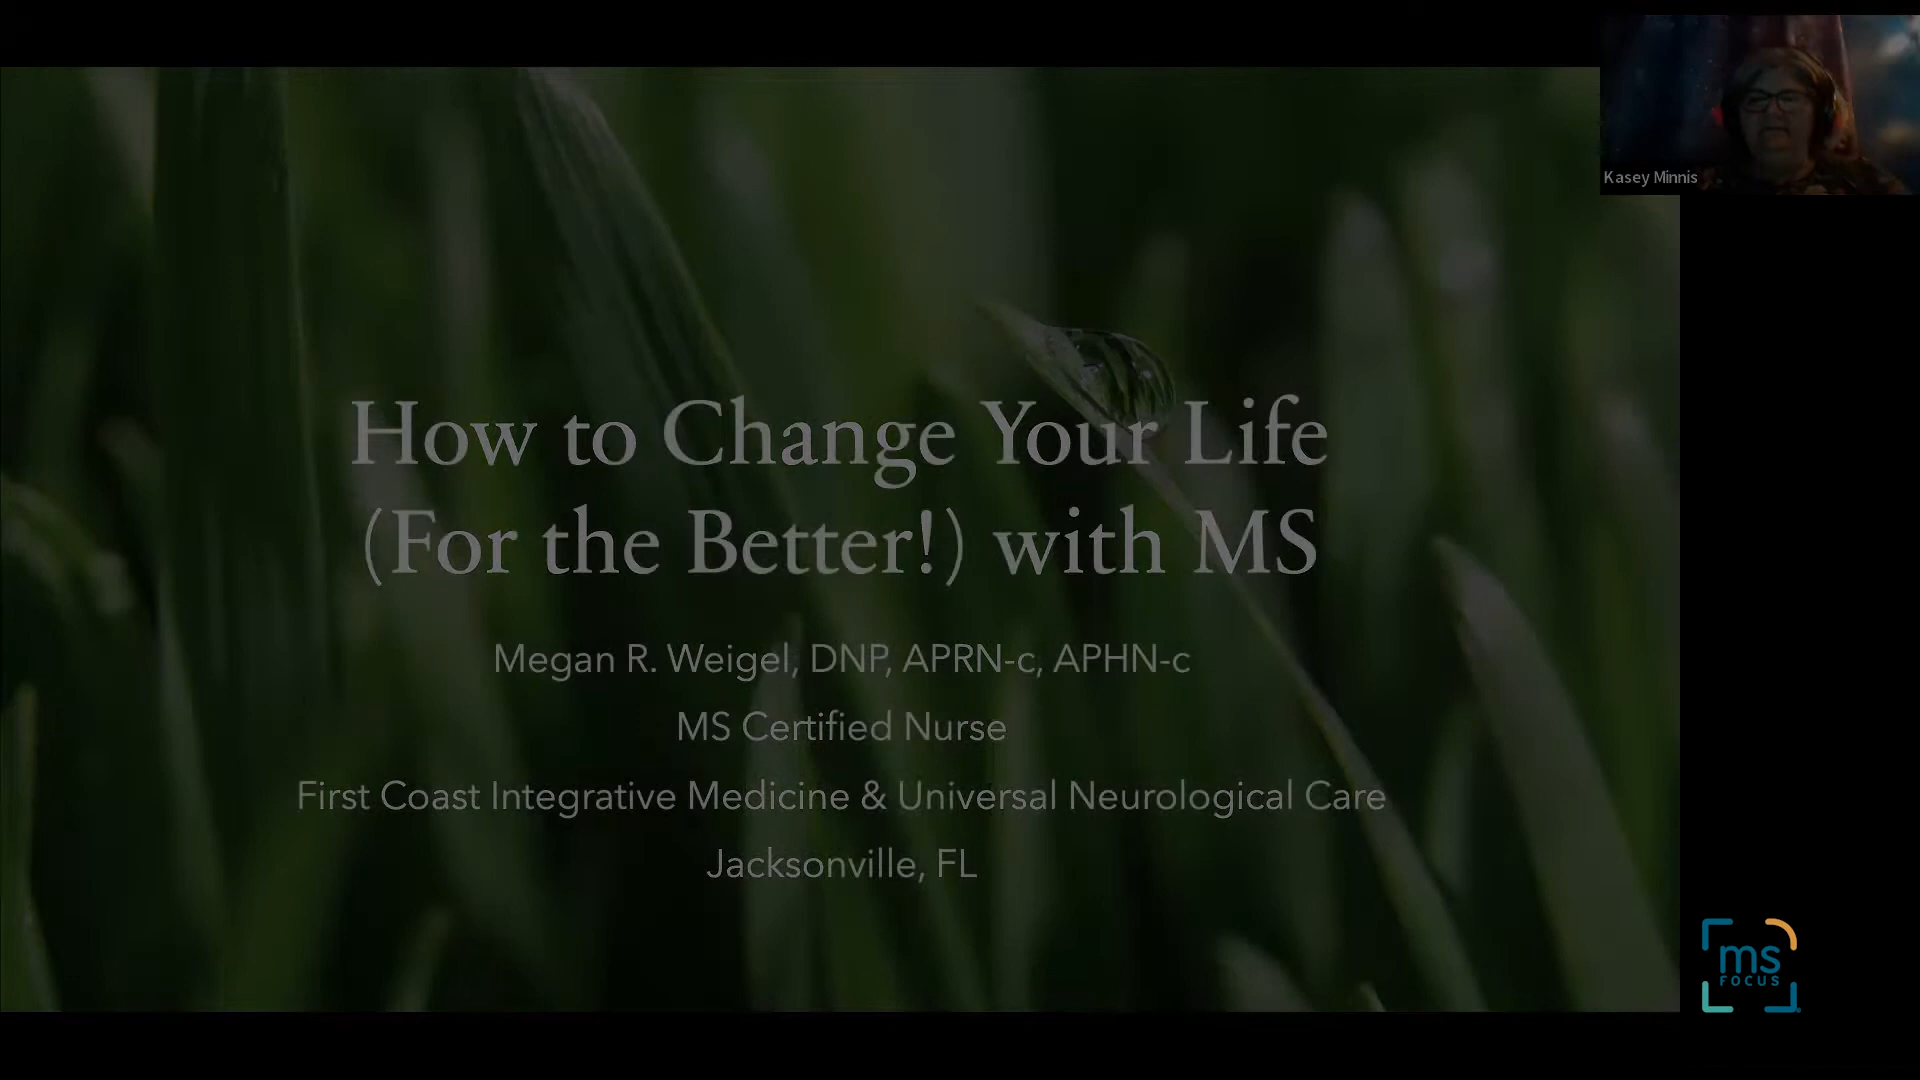 Kasey Minnis
How to Change Your Life
(For the Better!) with MS
Megan R. Weigel, DNP, APRN-c, APHN-c
MS Certified Nurse
First Coast Integrative Medicine & Universal Neurological Care
Jacksonville, FL
ms
FOCUS